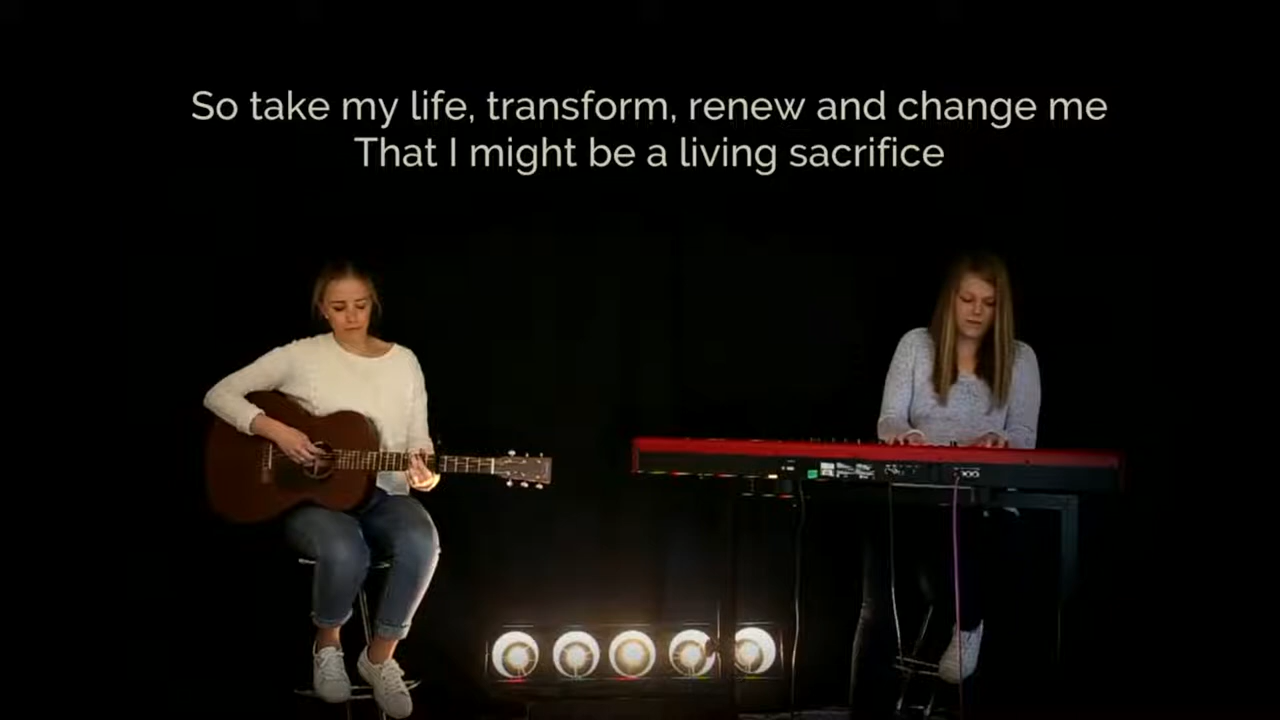 So take my life, transform, renew and change me
That I might be a living sacrifice